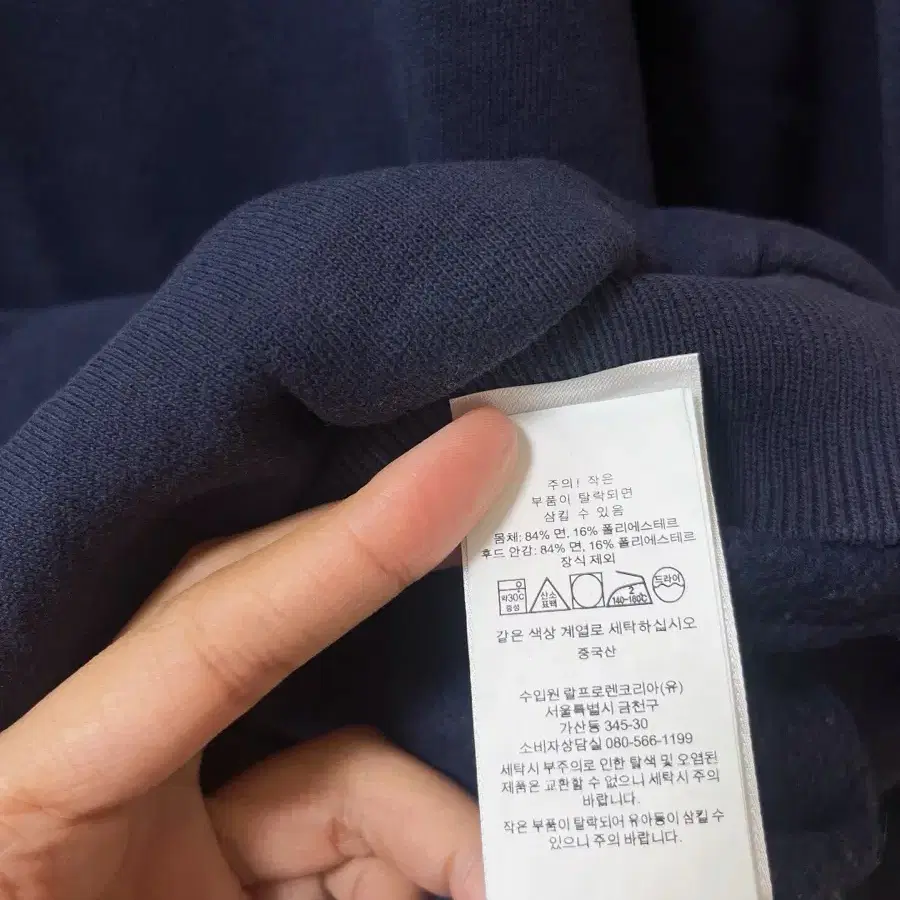 주의! 작은
부품이 탈락되면
삼킬 수 있음
몸체: 84% 면, 16% 폴리에스테르
후드 안감: 84% 면, 16% 폴리에스테르
장식 제외
약30℃
중성
산소
표백
2
140~160℃
드라이
같은 색상 계열로 세탁하십시오
중국산
수입원 랄프로렌코리아(유)
서울특별시 금천구
가산동 345-30
소비자상담실 080-566-1199
세탁시 부주의로 인한 탈색 및 오염된
제품은 교환할 수 없으니 세탁시 주의
바랍니다.
작은 부품이 탈락되어 유아등이 삼킬 수
있으니 주의 바랍니다.